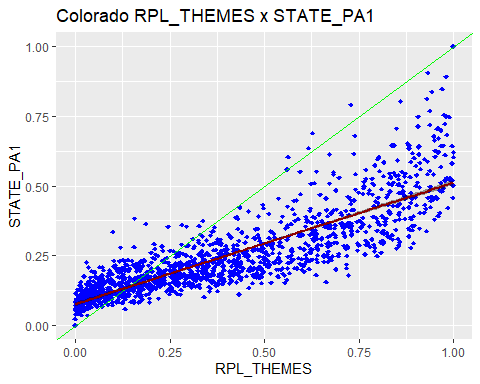 Colorado RPL_THEMES x STATE_PA1
1.00
0.75
0.50
0.25
0.00
STATE_PA1
0.00 0.25 0.50 0.75 1.00
RPL_THEMES